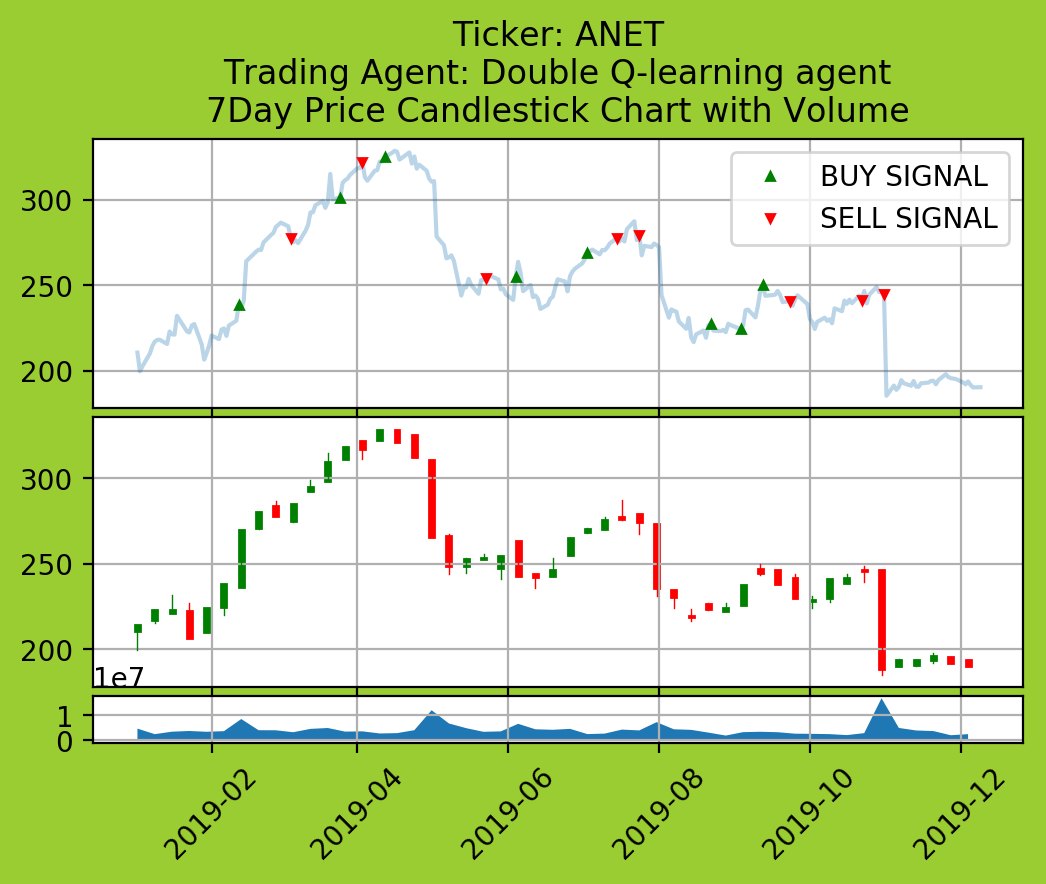 Ticker: ANET
Trading Agent: Double Q-learning agent
7Day Price Candlestick Chart with Volume
BUY SIGNAL
SELL SIGNAL
300
250
200
300
250
200
1e7
1
0
2019-02
2019-04
2019-06
2019-08
2019-10
2019-12